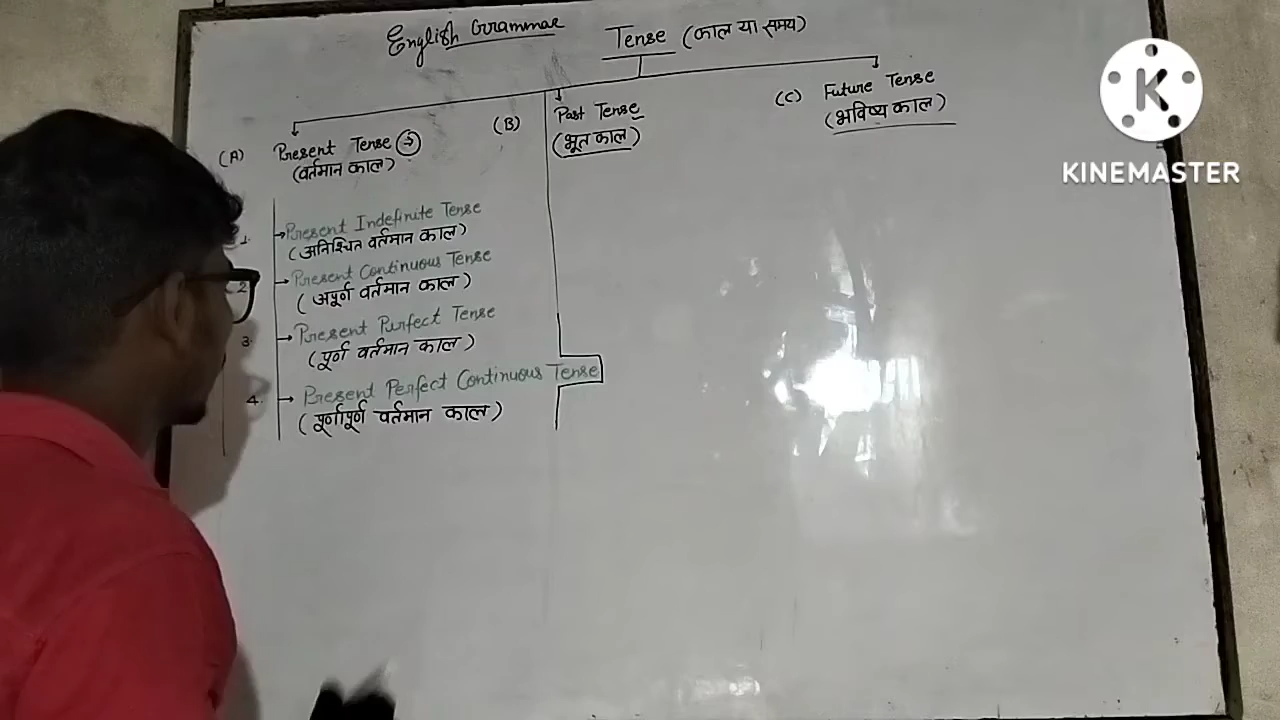 English Grammar
Tense (काल या समय)
(A) Present Tense
(वर्तमान काल)
(B) Past Tense
(भूत काल)
(C) Future Tense
(भविष्य काल)
1. Present Indefinite Tense
(अनिश्चित वर्तमान काल)
2 Present Continuous Tense
(अपूर्ण वर्तमान काल)
3. Present Perfect Tense
(पूर्ण वर्तमान काल)
4. Present Perfect Continuous Tense
(पूर्णापूर्ण वर्तमान काल)
K
KINEMASTER